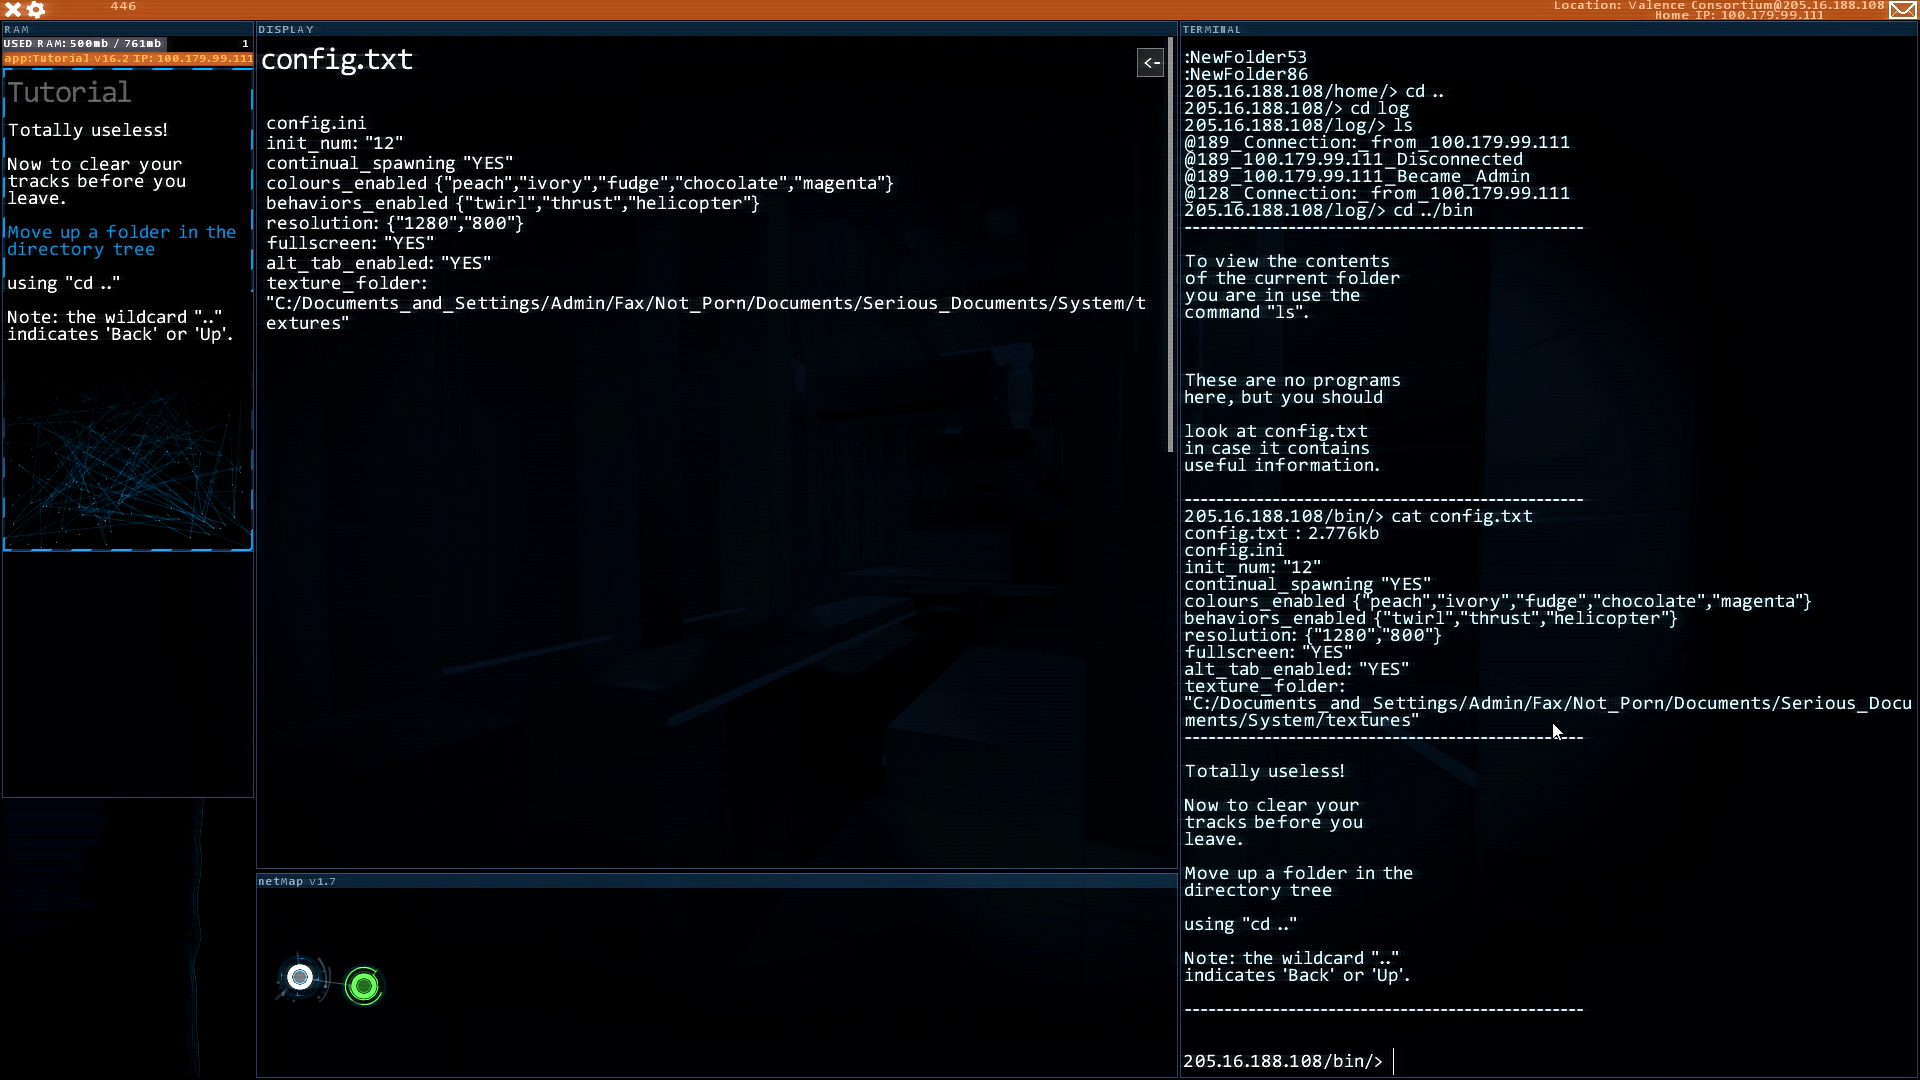 446
Location: Valence Consortium@205.16.188.108
Home IP: 100.179.99.111
RAM
USED RAM: 500mb / 761mb 1
app:Tutorial v16.2 IP:100.179.99.111
Tutorial
Totally useless!
Now to clear your
tracks before you
leave.
Move up a folder in the
directory tree
using "cd .."
Note: the wildcard ".."
indicates 'Back' or 'Up'.
DISPLAY
config.txt
<-
config.ini
init_num: "12"
continual_spawning "YES"
colours_enabled {"peach","ivory","fudge","chocolate","magenta"}
behaviors_enabled {"twirl","thrust","helicopter"}
resolution: {"1280","800"}
fullscreen: "YES"
alt_tab_enabled: "YES"
texture_folder:
"C:/Documents_and_Settings/Admin/Fax/Not_Porn/Documents/Serious_Documents/System/t
extures"
netMap v1.7
TERMINAL
:NewFolder53
:NewFolder86
205.16.188.108/home/> cd ..
205.16.188.108/> cd log
205.16.188.108/log/> ls
@189_Connection:_from_100.179.99.111
@189_100.179.99.111_Disconnected
@189_100.179.99.111_Became_Admin
@128_Connection:_from_100.179.99.111
205.16.188.108/log/> cd ../bin
--------------------------------------------------
To view the contents
of the current folder
you are in use the
command "ls".
These are no programs
here, but you should
look at config.txt
in case it contains
useful information.
--------------------------------------------------
205.16.188.108/bin/> cat config.txt
config.txt : 2.776kb
config.ini
init_num: "12"
continual_spawning "YES"
colours_enabled {"peach","ivory","fudge","chocolate","magenta"}
behaviors_enabled {"twirl","thrust","helicopter"}
resolution: {"1280","800"}
fullscreen: "YES"
alt_tab_enabled: "YES"
texture_folder:
"C:/Documents_and_Settings/Admin/Fax/Not_Porn/Documents/Serious_Docu
ments/System/textures"
--------------------------------------------------
Totally useless!
Now to clear your
tracks before you
leave.
Move up a folder in the
directory tree
using "cd .."
Note: the wildcard ".."
indicates 'Back' or 'Up'.
--------------------------------------------------
205.16.188.108/bin/>